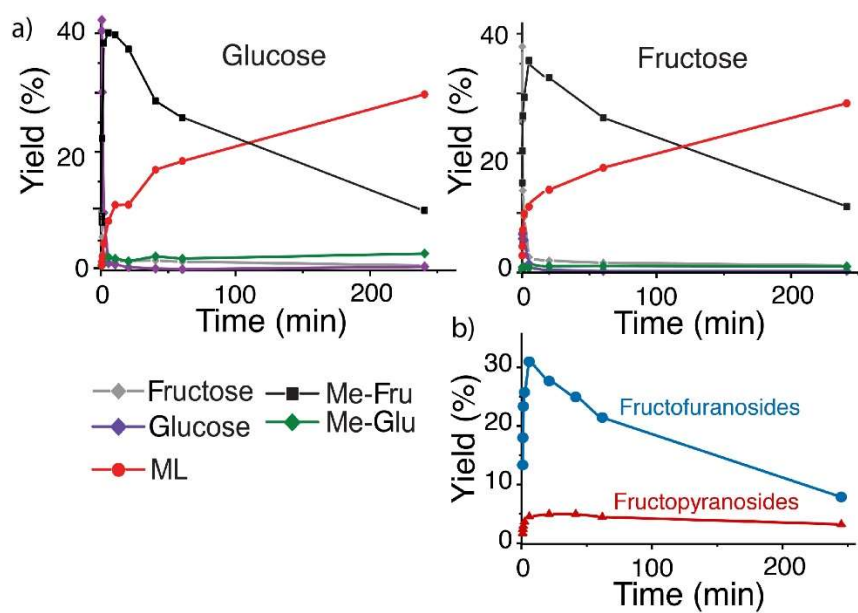 a)
Glucose
Yield (%)
40
20
0
0
100
200
Time (min)
Fructose
Yield (%)
40
20
0
0
100
200
Time (min)
Fructose
Me-Fru
Glucose
Me-Glu
ML
b)
Yield (%)
30
20
10
0
Fructofuranosides
Fructopyranosides
0
100
200
Time (min)